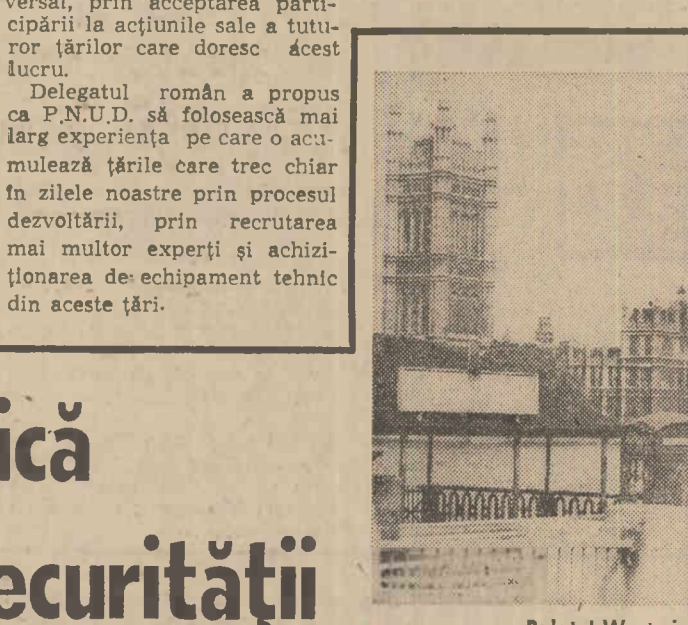 versal, prin acceptarea parti-
cipării la acțiunile sale a tutu-
ror țărilor care doresc acest
lucru.
Delegatul român a propus
ca P.N.U.D. să folosească mai
larg experiența pe care o acu-
mulează țările care trec chiar
în zilele noastre prin procesul
dezvoltării, prin recrutarea
mai multor experți și achizi-
ționarea de echipament tehnic
din aceste țări.
ică
ecurității